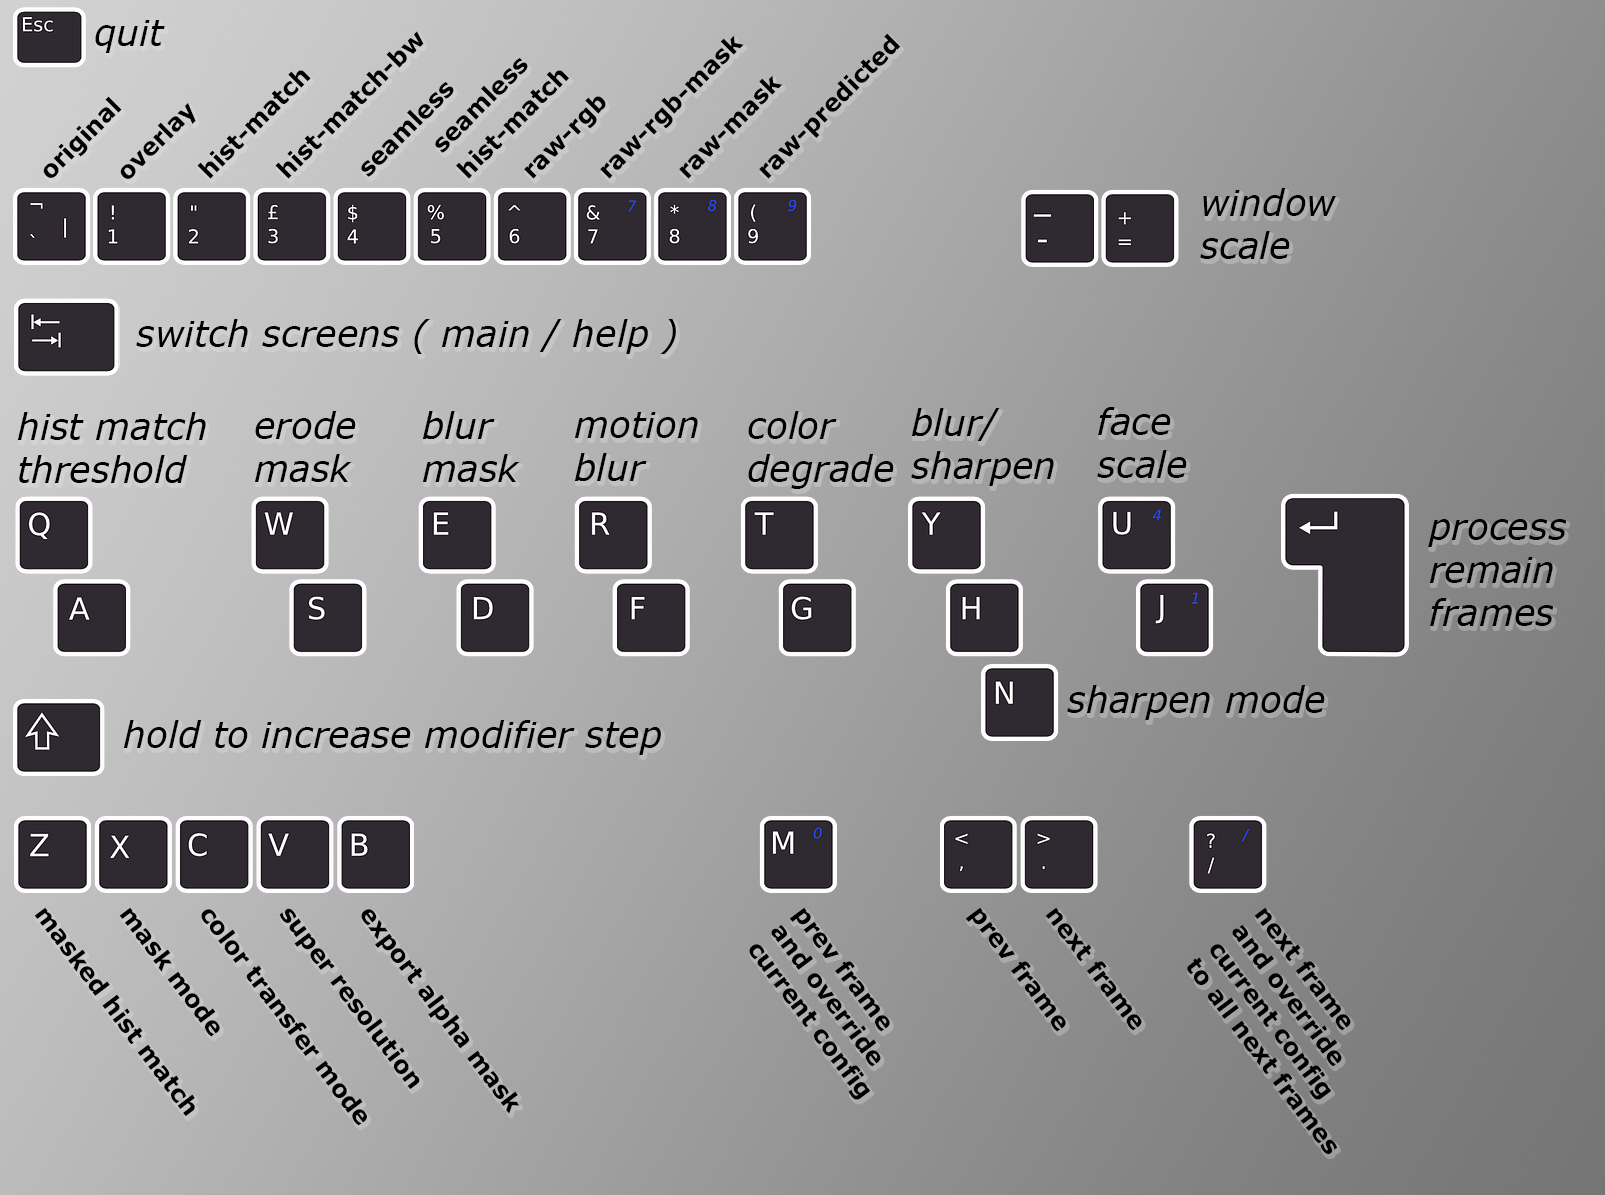 Esc quit
original
overlay
hist-match
hist-match-bw
seamless
seamless
hist-match
raw-rgb
raw-rgb-mask
raw-mask
raw-predicted
¬ ` |
! 1
" 2
£ 3
$ 4
% 5
^ 6
& 7 7
* 8 8
( 9 9
_ -
+ =
window
scale
switch screens ( main / help )
hist match
threshold
erode
mask
blur
mask
motion
blur
color
degrade
blur/
sharpen
face
scale
Q W E R T Y U 4
process
remain
frames
A S D F G H J 1
N sharpen mode
hold to increase modifier step
Z X C V B M 0 < , > . ? / /
masked hist match
mask mode
color transfer mode
super resolution
export alpha mask
prev frame
and override
current config
prev frame
next frame
next frame
and override
current config
to all next frames